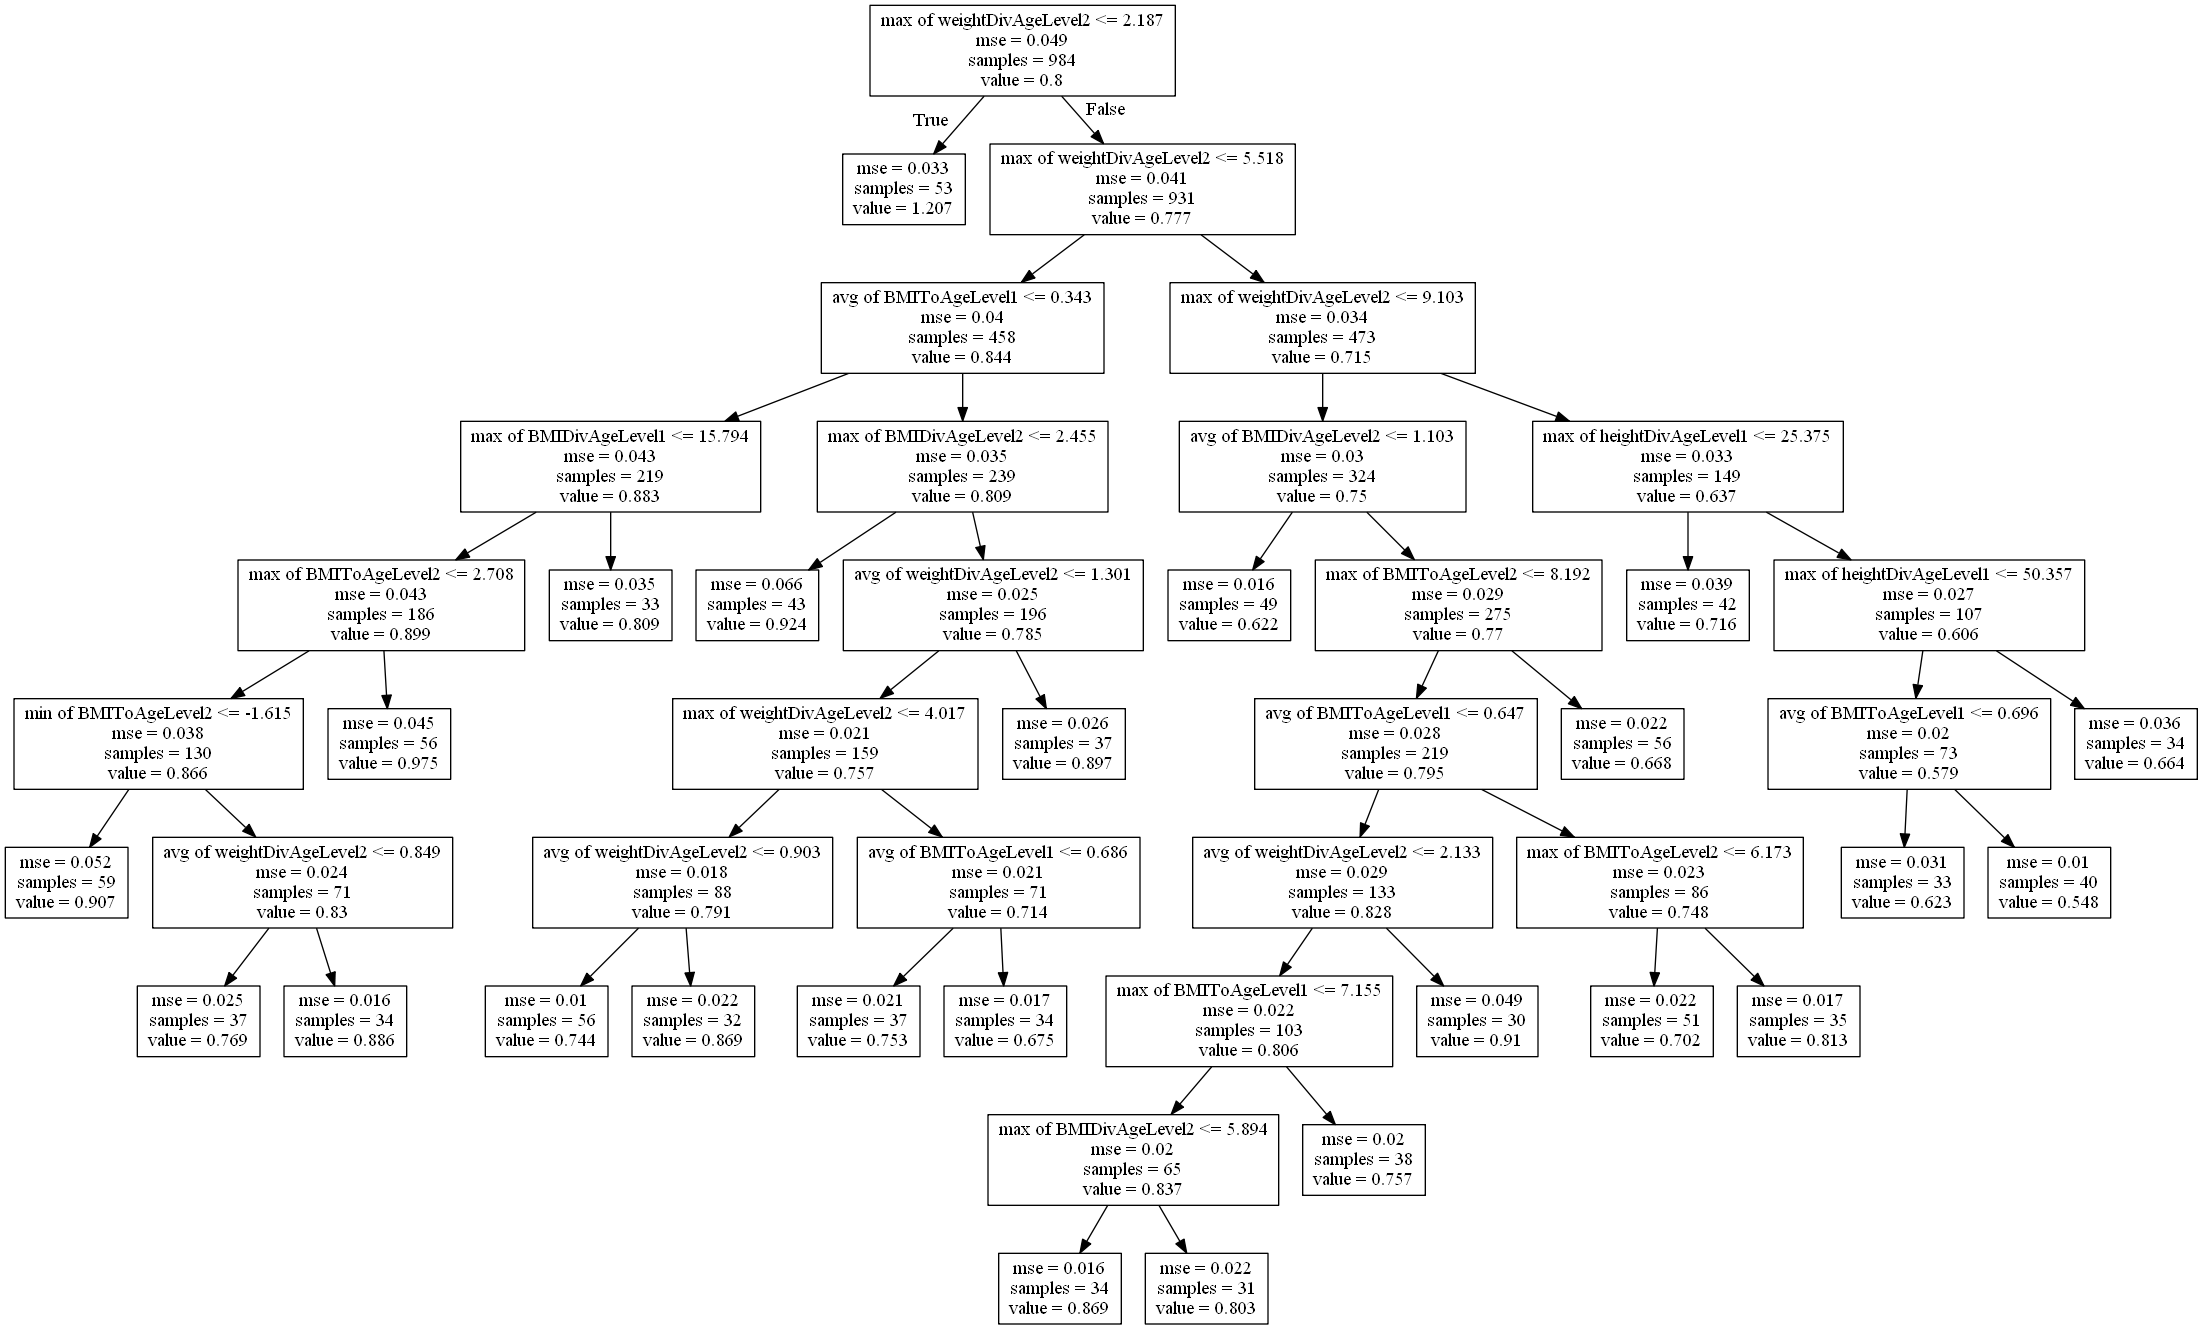 max of weightDivAgeLevel2 <= 2.187
mse = 0.049
samples = 984
value = 0.8
True
False
mse = 0.033
samples = 53
value = 1.207
max of weightDivAgeLevel2 <= 5.518
mse = 0.041
samples = 931
value = 0.777
avg of BMIToAgeLevel1 <= 0.343
mse = 0.04
samples = 458
value = 0.844
max of weightDivAgeLevel2 <= 9.103
mse = 0.034
samples = 473
value = 0.715
max of BMIDivAgeLevel1 <= 15.794
mse = 0.043
samples = 219
value = 0.883
max of BMIDivAgeLevel2 <= 2.455
mse = 0.035
samples = 239
value = 0.809
avg of BMIDivAgeLevel2 <= 1.103
mse = 0.03
samples = 324
value = 0.75
max of heightDivAgeLevel1 <= 25.375
mse = 0.033
samples = 149
value = 0.637
max of BMIToAgeLevel2 <= 2.708
mse = 0.043
samples = 186
value = 0.899
mse = 0.035
samples = 33
value = 0.809
mse = 0.066
samples = 43
value = 0.924
avg of weightDivAgeLevel2 <= 1.301
mse = 0.025
samples = 196
value = 0.785
mse = 0.016
samples = 49
value = 0.622
max of BMIToAgeLevel2 <= 8.192
mse = 0.029
samples = 275
value = 0.77
mse = 0.039
samples = 42
value = 0.716
max of heightDivAgeLevel1 <= 50.357
mse = 0.027
samples = 107
value = 0.606
min of BMIToAgeLevel2 <= -1.615
mse = 0.038
samples = 130
value = 0.866
mse = 0.045
samples = 56
value = 0.975
max of weightDivAgeLevel2 <= 4.017
mse = 0.021
samples = 159
value = 0.757
mse = 0.026
samples = 37
value = 0.897
avg of BMIToAgeLevel1 <= 0.647
mse = 0.028
samples = 219
value = 0.795
mse = 0.022
samples = 56
value = 0.668
avg of BMIToAgeLevel1 <= 0.696
mse = 0.02
samples = 73
value = 0.579
mse = 0.036
samples = 34
value = 0.664
mse = 0.052
samples = 59
value = 0.907
avg of weightDivAgeLevel2 <= 0.849
mse = 0.024
samples = 71
value = 0.83
avg of weightDivAgeLevel2 <= 0.903
mse = 0.018
samples = 88
value = 0.791
avg of BMIToAgeLevel1 <= 0.686
mse = 0.021
samples = 71
value = 0.714
avg of weightDivAgeLevel2 <= 2.133
mse = 0.029
samples = 133
value = 0.828
max of BMIToAgeLevel2 <= 6.173
mse = 0.023
samples = 86
value = 0.748
mse = 0.031
samples = 33
value = 0.623
mse = 0.01
samples = 40
value = 0.548
mse = 0.025
samples = 37
value = 0.769
mse = 0.016
samples = 34
value = 0.886
mse = 0.01
samples = 56
value = 0.744
mse = 0.022
samples = 32
value = 0.869
mse = 0.021
samples = 37
value = 0.753
mse = 0.017
samples = 34
value = 0.675
max of BMIToAgeLevel1 <= 7.155
mse = 0.022
samples = 103
value = 0.806
mse = 0.049
samples = 30
value = 0.91
mse = 0.022
samples = 51
value = 0.702
mse = 0.017
samples = 35
value = 0.813
max of BMIDivAgeLevel2 <= 5.894
mse = 0.02
samples = 65
value = 0.837
mse = 0.02
samples = 38
value = 0.757
mse = 0.016
samples = 34
value = 0.869
mse = 0.022
samples = 31
value = 0.803